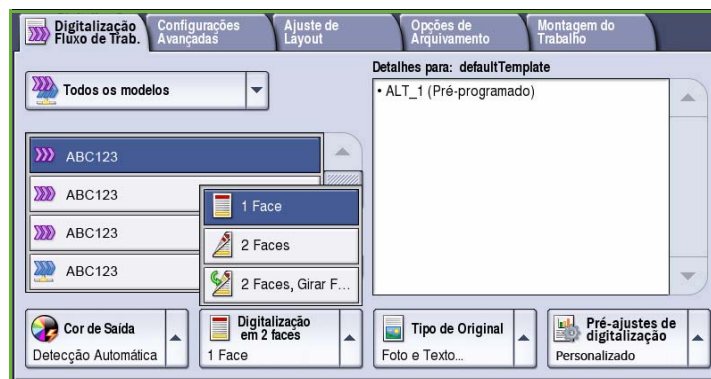 Digitalização
Fluxo de Trab.
Configurações
Avançadas
Ajuste de
Layout
Opções de
Arquivamento
Montagem do
Trabalho
Todos os modelos
Detalhes para: defaultTemplate
• ALT_1 (Pré-programado)
ABC123
ABC123
ABC123
ABC123
1 Face
2 Faces
2 Faces, Girar F...
Cor de Saída
Detecção Automática
Digitalização
em 2 faces
1 Face
Tipo de Original
Foto e Texto...
Pré-ajustes de
digitalização
Personalizado